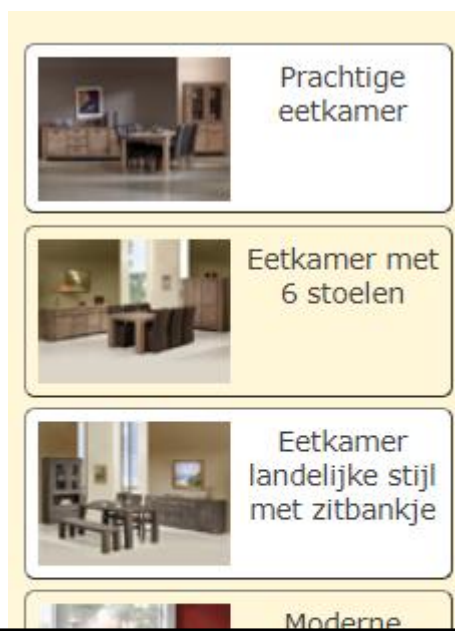 Prachtige
eetkamer
Eetkamer met
6 stoelen
Eetkamer
landelijke stijl
met zitbankje
Moderne